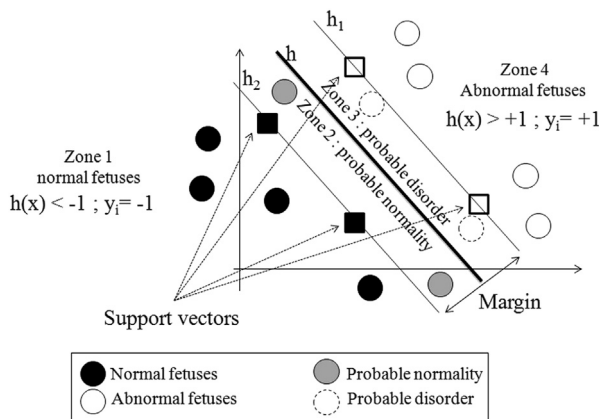 h₁
h
h₂
Zone 4
Abnormal fetuses
h(x) > +1 ; yᵢ= +1
Zone 3 : probable disorder
Zone 2 : probable normality
Zone 1
normal fetuses
h(x) < -1 ; yᵢ= -1
Margin
Support vectors
Normal fetuses
Probable normality
Abnormal fetuses
Probable disorder